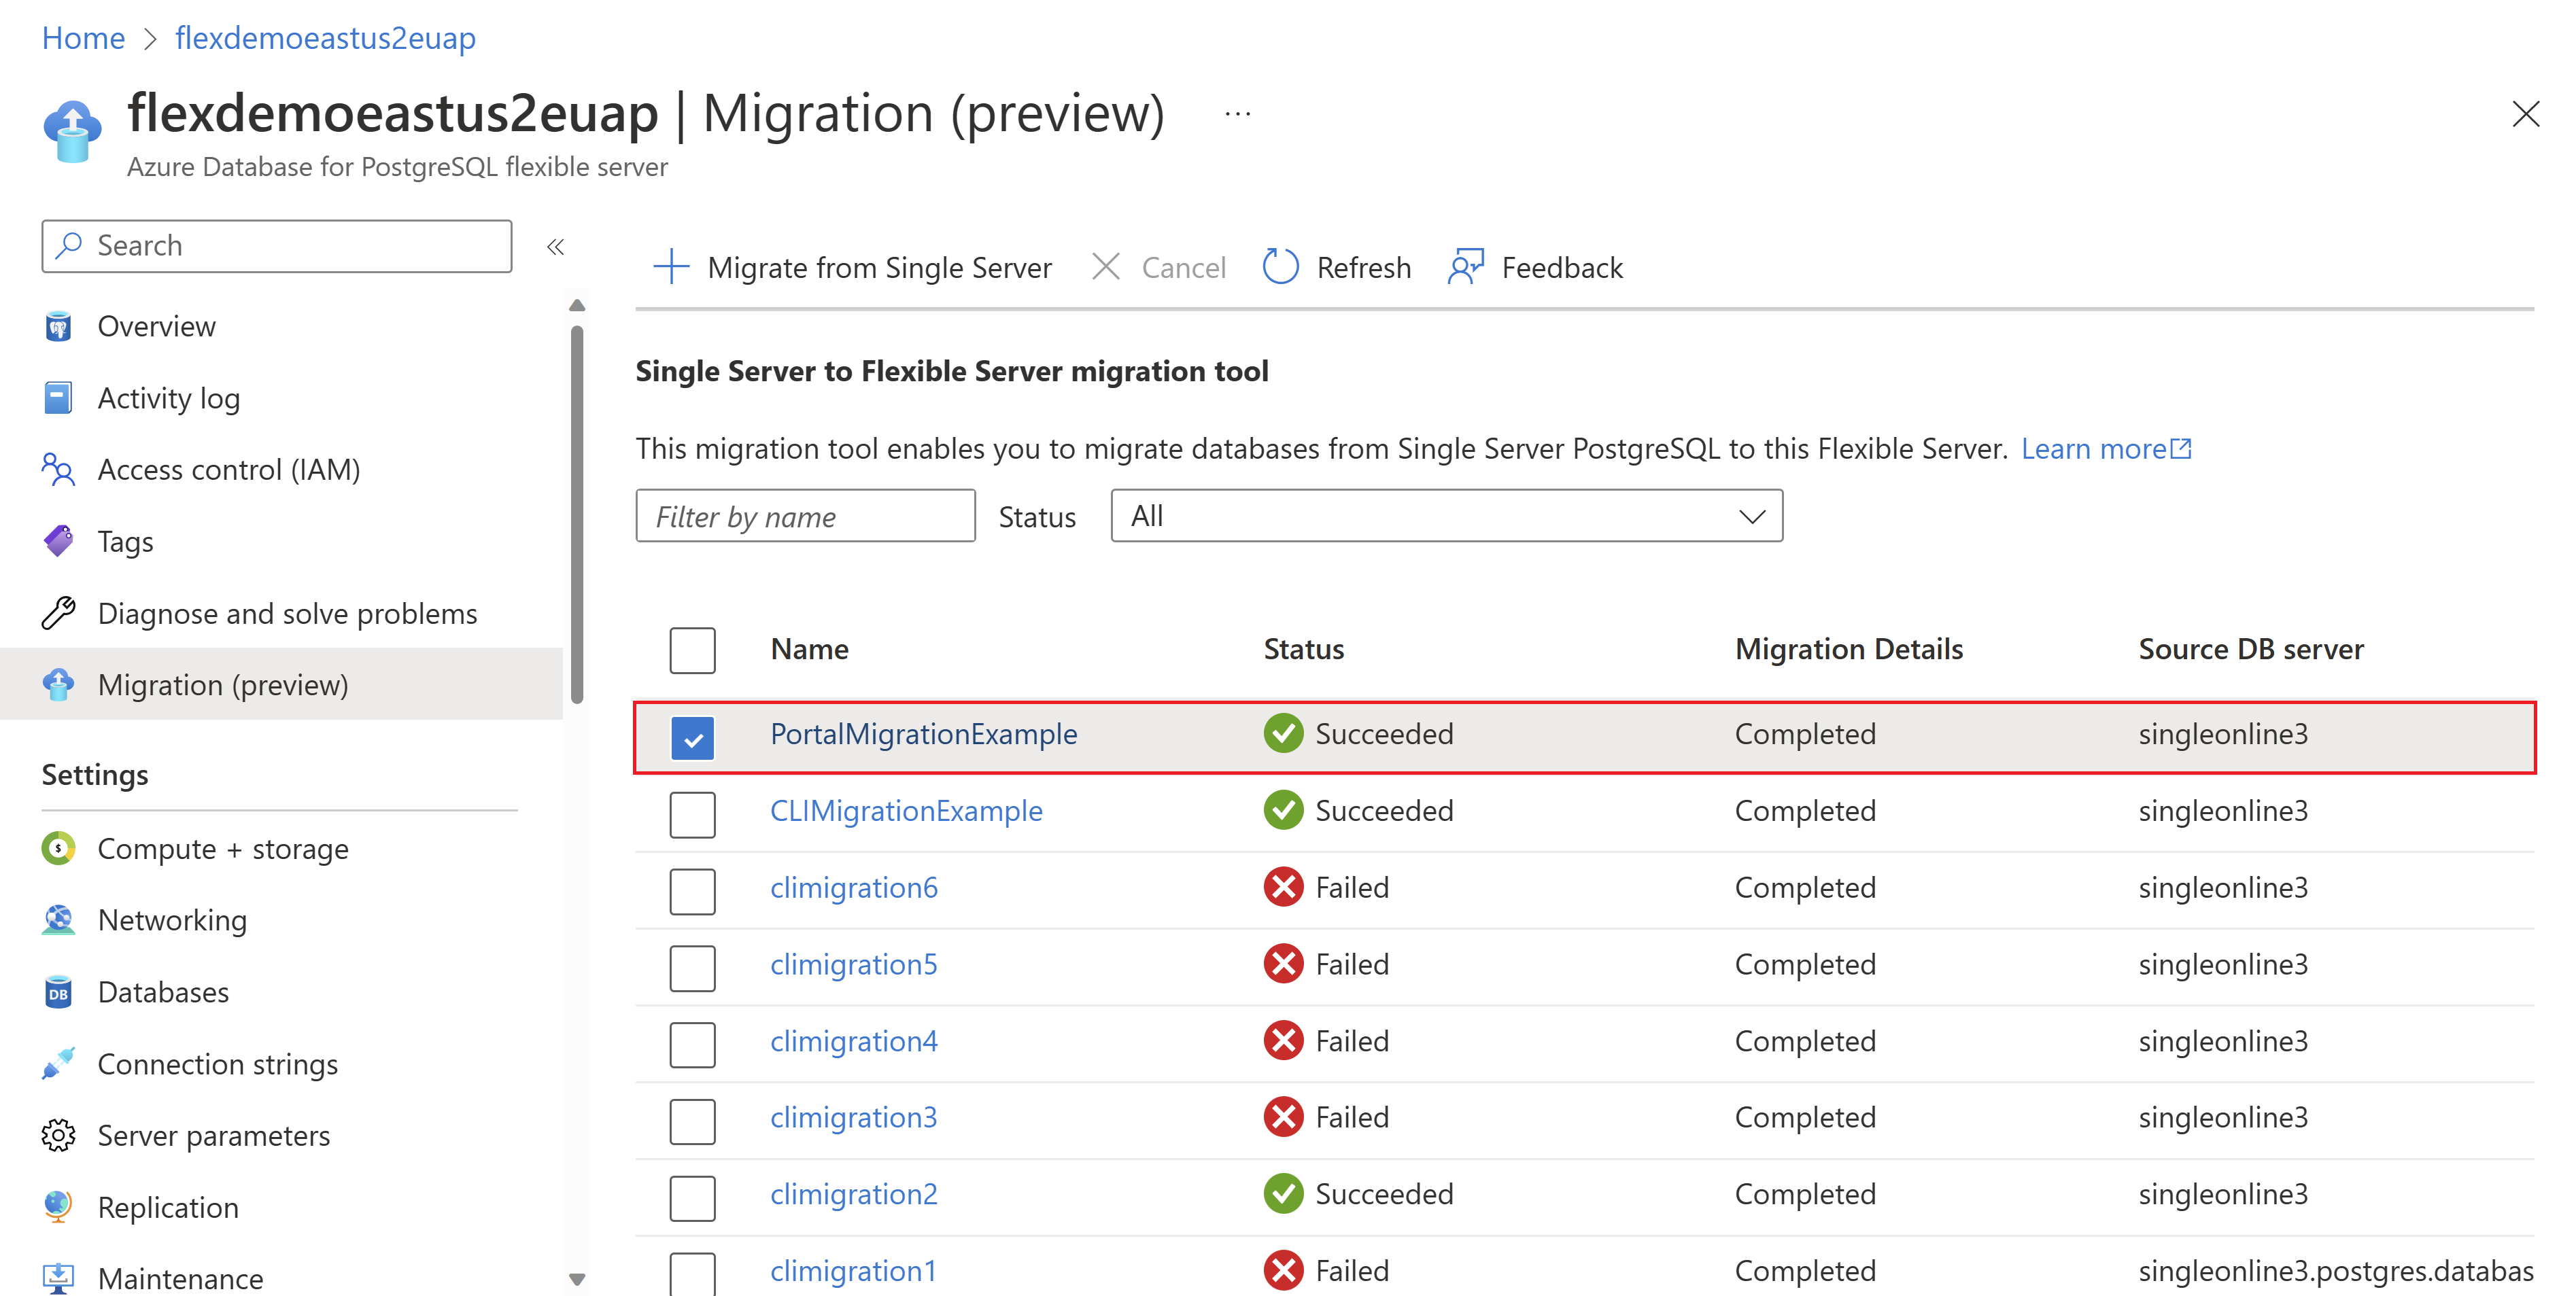 Home > flexdemoeastus2euap
flexdemoeastus2euap | Migration (preview) ...
Azure Database for PostgreSQL flexible server
Search «
Overview
Activity log
Access control (IAM)
Tags
Diagnose and solve problems
Migration (preview)
Settings
Compute + storage
$
Networking
Databases
DB
Connection strings
Server parameters
Replication
Maintenance
Migrate from Single Server Cancel Refresh Feedback
Single Server to Flexible Server migration tool
This migration tool enables you to migrate databases from Single Server PostgreSQL to this Flexible Server. Learn more
Filter by name Status All
Name Status Migration Details Source DB server
PortalMigrationExample Succeeded Completed singleonline3
CLIMigrationExample Succeeded Completed singleonline3
climigration6 Failed Completed singleonline3
climigration5 Failed Completed singleonline3
climigration4 Failed Completed singleonline3
climigration3 Failed Completed singleonline3
climigration2 Succeeded Completed singleonline3
climigration1 Failed Completed singleonline3.postgres.databas